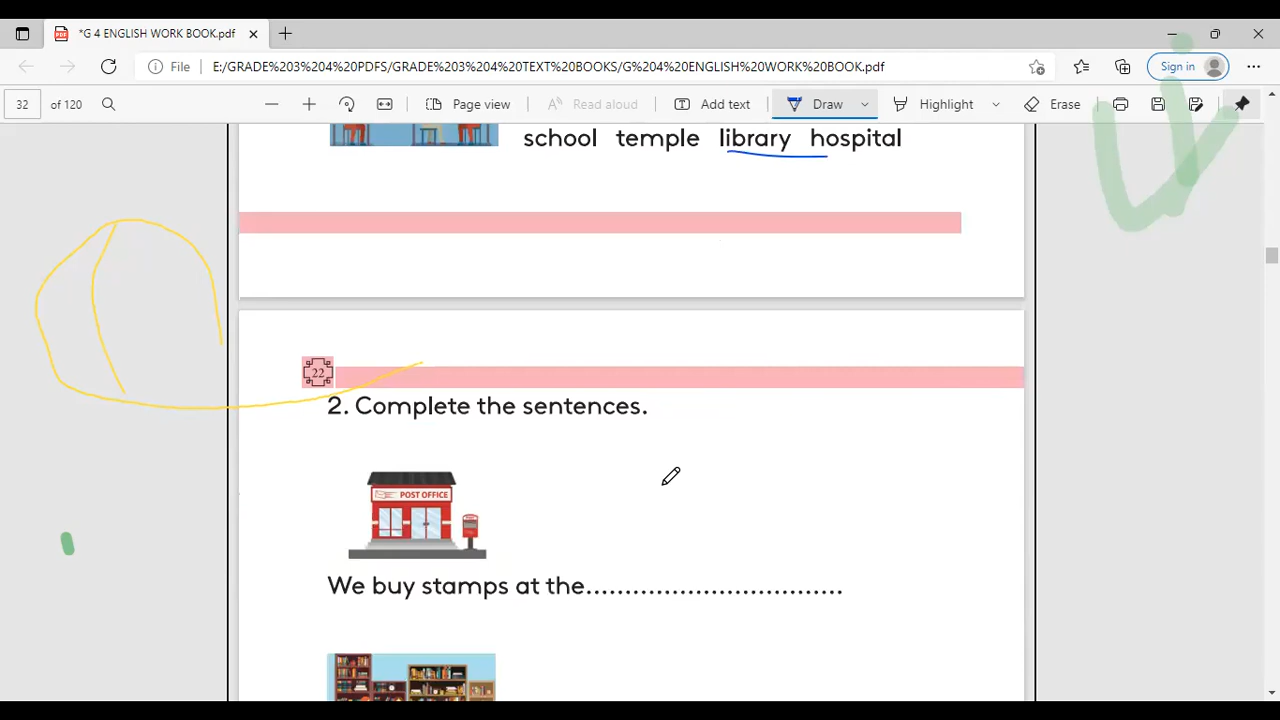 *G 4 ENGLISH WORK BOOK.pdf
File E:/GRADE%203%204%20PDFS/GRADE%203%204%20TEXT%20BOOKS/G%204%20ENGLISH%20WORK%20BOOK.pdf
Sign in
32 of 120
Page view
Read aloud
Add text
Draw
Highlight
Erase
school temple library hospital
22
2. Complete the sentences.
POST OFFICE
We buy stamps at the.................................